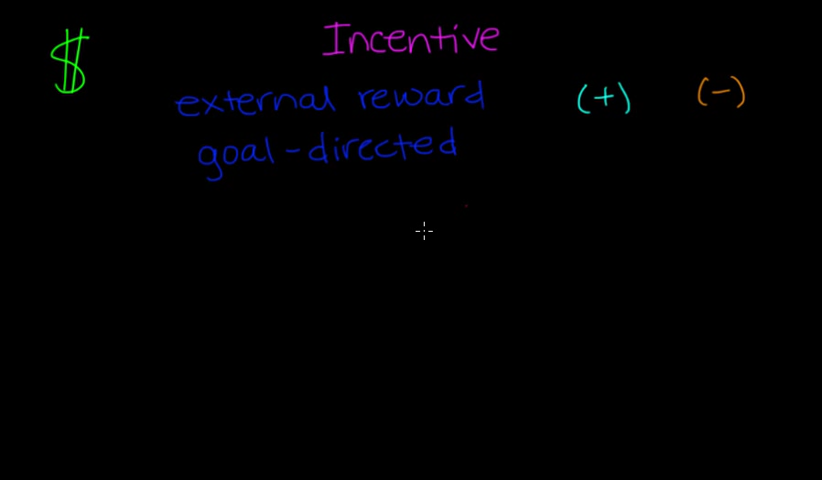 $ Incentive
external reward (+) (-)
goal-directed